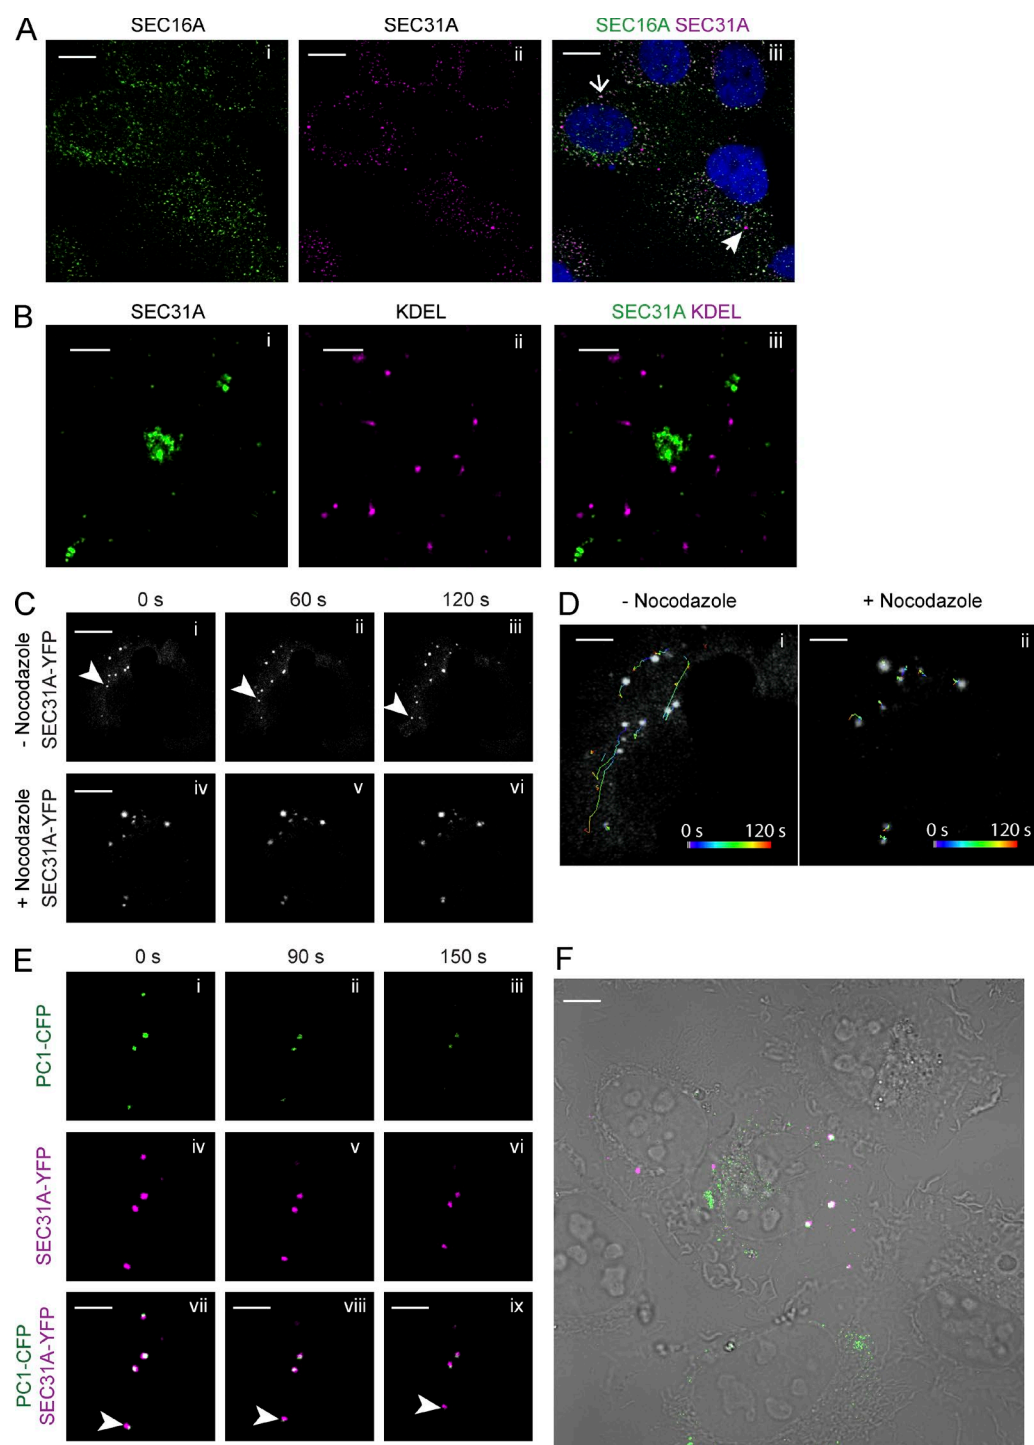 A
SEC16A
SEC31A
SEC16A SEC31A
i
ii
iii
B
SEC31A
KDEL
SEC31A KDEL
i
ii
iii
C
0 s
60 s
120 s
- Nocodazole
SEC31A-YFP
i
ii
iii
+ Nocodazole
SEC31A-YFP
iv
v
vi
D
- Nocodazole
+ Nocodazole
i
ii
0 s 120 s
0 s 120 s
E
0 s
90 s
150 s
PC1-CFP
i
ii
iii
SEC31A-YFP
iv
v
vi
PC1-CFP
SEC31A-YFP
vii
viii
ix
F